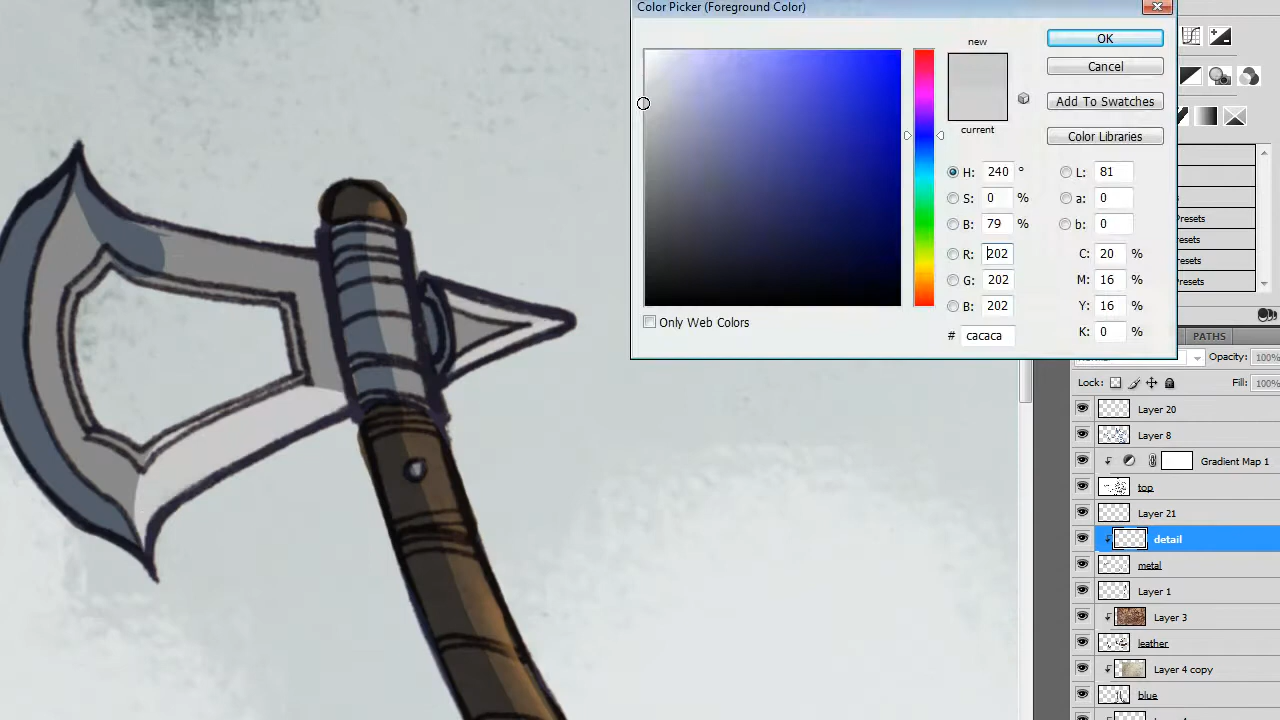 Color Picker (Foreground Color)
new
current
OK
Cancel
Add To Swatches
Color Libraries
H: 240 °
S: 0 %
B: 79 %
R: 202
G: 202
B: 202
# cacaca
L: 81
a: 0
b: 0
C: 20 %
M: 16 %
Y: 16 %
K: 0 %
Only Web Colors
Presets
esets
Presets
Presets
PATHS
Opacity: 100%
Lock:
Fill: 100%
Layer 20
Layer 8
Gradient Map 1
top
Layer 21
detail
metal
Layer 1
Layer 3
leather
Layer 4 copy
blue